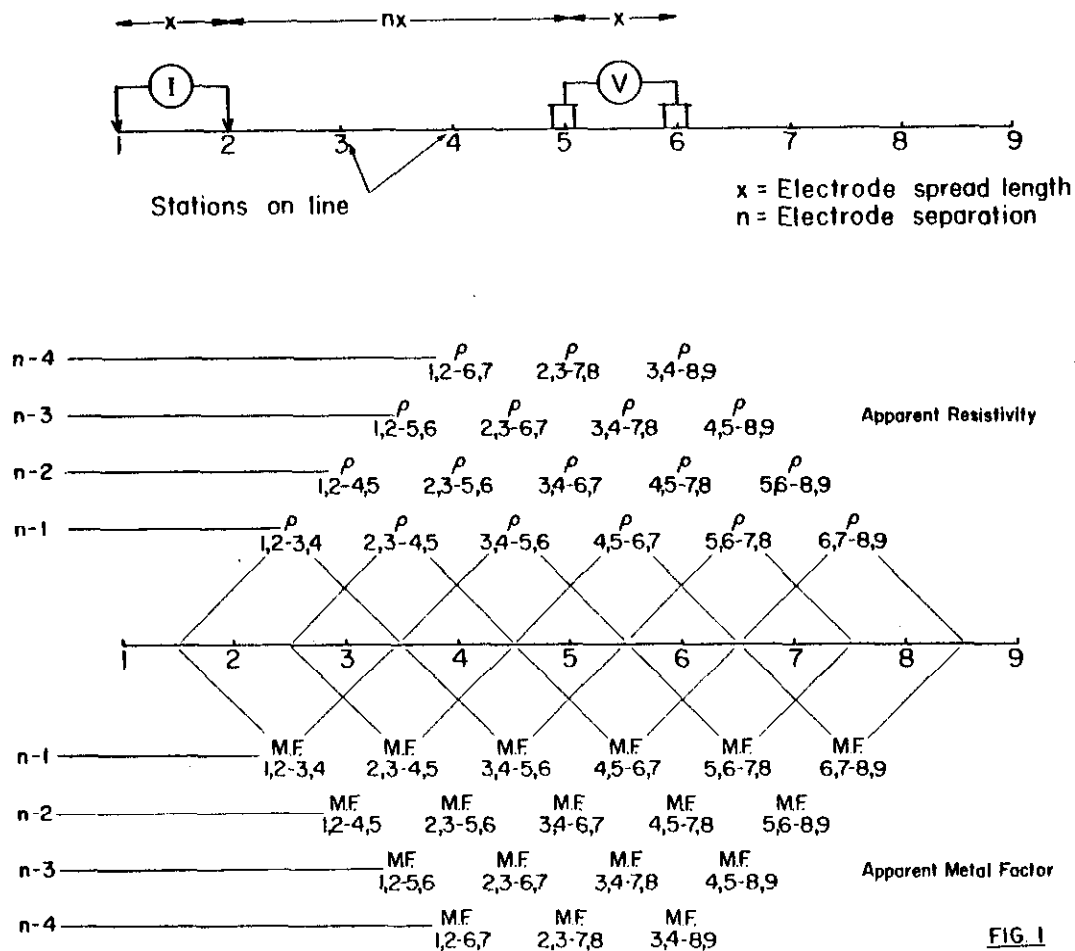 x nx x
I V
1 2 3 4 5 6 7 8 9
Stations on line
x = Electrode spread length
n = Electrode separation
n-4 ρ ρ ρ
1,2-6,7 2,3-7,8 3,4-8,9
n-3 ρ ρ ρ ρ Apparent Resistivity
1,2-5,6 2,3-6,7 3,4-7,8 4,5-8,9
n-2 ρ ρ ρ ρ ρ
1,2-4,5 2,3-5,6 3,4-6,7 4,5-7,8 5,6-8,9
n-1 ρ ρ ρ ρ ρ ρ
1,2-3,4 2,3-4,5 3,4-5,6 4,5-6,7 5,6-7,8 6,7-8,9
1 2 3 4 5 6 7 8 9
n-1 M.F. M.F. M.F. M.F. M.F. M.F.
1,2-3,4 2,3-4,5 3,4-5,6 4,5-6,7 5,6-7,8 6,7-8,9
n-2 M.F. M.F. M.F. M.F. M.F.
1,2-4,5 2,3-5,6 3,4-6,7 4,5-7,8 5,6-8,9
n-3 M.F. M.F. M.F. M.F. Apparent Metal Factor
1,2-5,6 2,3-6,7 3,4-7,8 4,5-8,9
n-4 M.F. M.F. M.F.
1,2-6,7 2,3-7,8 3,4-8,9
FIG. 1